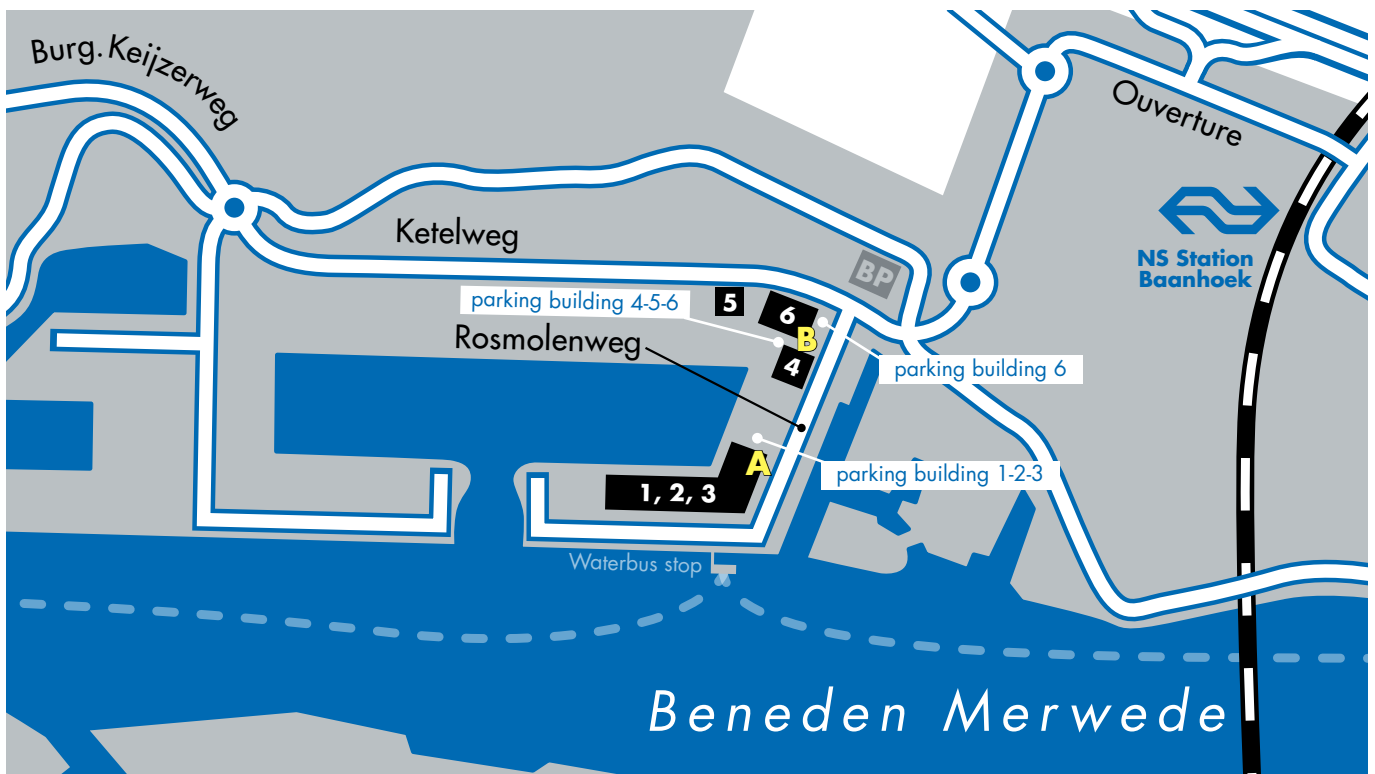 Burg. Keijzerweg
Ouverture
Ketelweg
BP
NS Station
Baanhoek
parking building 4-5-6
5
6
B
Rosmolenweg
4
parking building 6
A
parking building 1-2-3
1, 2, 3
Waterbus stop
Beneden Merwede